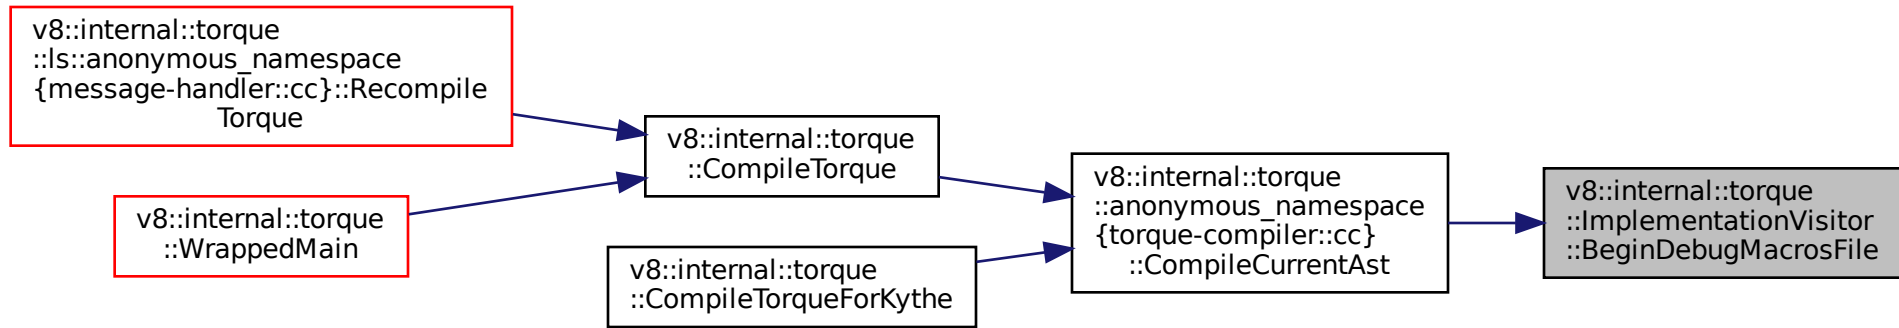 v8::internal::torque
::ls::anonymous_namespace
{message-handler::cc}::Recompile
Torque
v8::internal::torque
::WrappedMain
v8::internal::torque
::CompileTorque
v8::internal::torque
::CompileTorqueForKythe
v8::internal::torque
::anonymous_namespace
{torque-compiler::cc}
::CompileCurrentAst
v8::internal::torque
::ImplementationVisitor
::BeginDebugMacrosFile